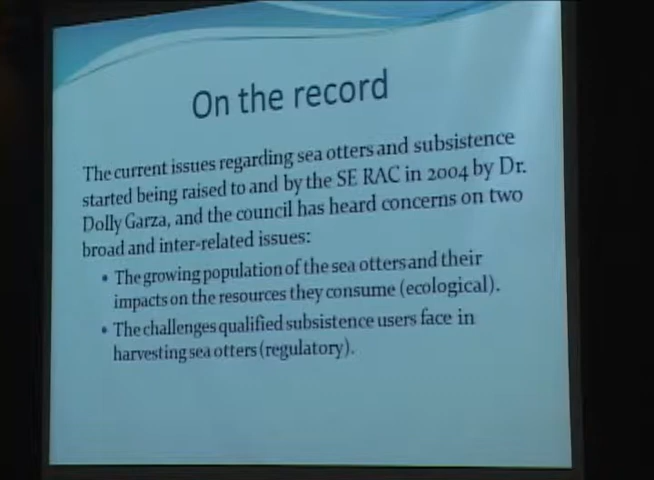 On the record
The current issues regarding sea otters and subsistence
started being raised to and by the SE RAC in 2004 by Dr.
Dolly Garza, and the council has heard concerns on two
broad and inter-related issues:
• The growing population of the sea otters and their
impacts on the resources they consume (ecological).
• The challenges qualified subsistence users face in
harvesting sea otters (regulatory).